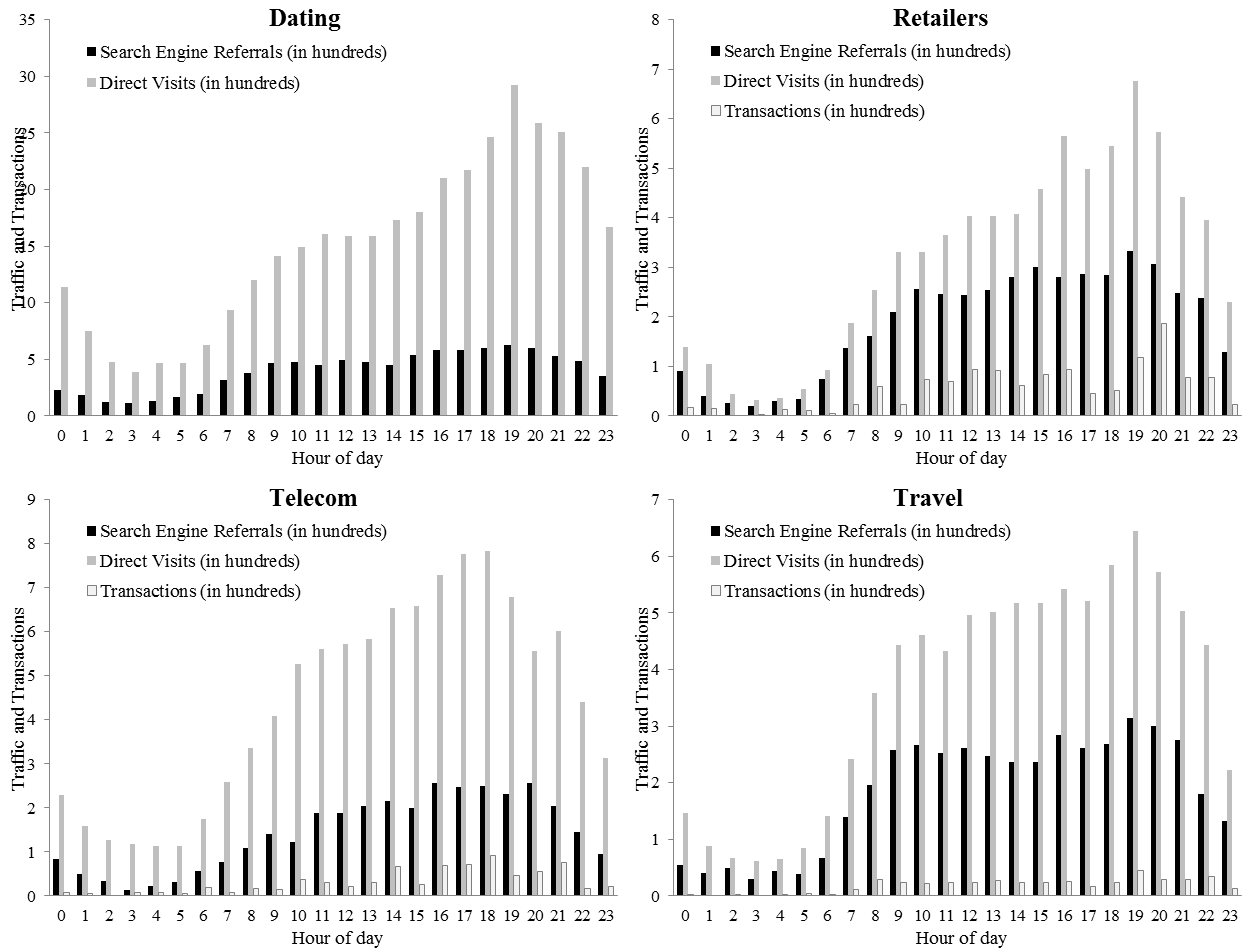 Dating
Traffic and Transactions
35
30
25
20
15
10
5
0
Search Engine Referrals (in hundreds)
Direct Visits (in hundreds)
0 1 2 3 4 5 6 7 8 9 10 11 12 13 14 15 16 17 18 19 20 21 22 23
Hour of day
Retailers
Traffic and Transactions
8
7
6
5
4
3
2
1
0
Search Engine Referrals (in hundreds)
Direct Visits (in hundreds)
Transactions (in hundreds)
0 1 2 3 4 5 6 7 8 9 10 11 12 13 14 15 16 17 18 19 20 21 22 23
Hour of day
Telecom
Traffic and Transactions
9
8
7
6
5
4
3
2
1
0
Search Engine Referrals (in hundreds)
Direct Visits (in hundreds)
Transactions (in hundreds)
0 1 2 3 4 5 6 7 8 9 10 11 12 13 14 15 16 17 18 19 20 21 22 23
Hour of day
Travel
Traffic and Transactions
7
6
5
4
3
2
1
0
Search Engine Referrals (in hundreds)
Direct Visits (in hundreds)
Transactions (in hundreds)
0 1 2 3 4 5 6 7 8 9 10 11 12 13 14 15 16 17 18 19 20 21 22 23
Hour of day